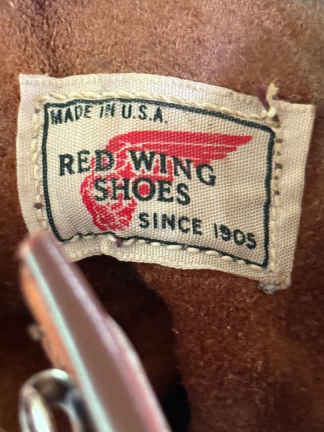 MADE IN U.S.A.
RED WING
SHOES
SINCE 1905